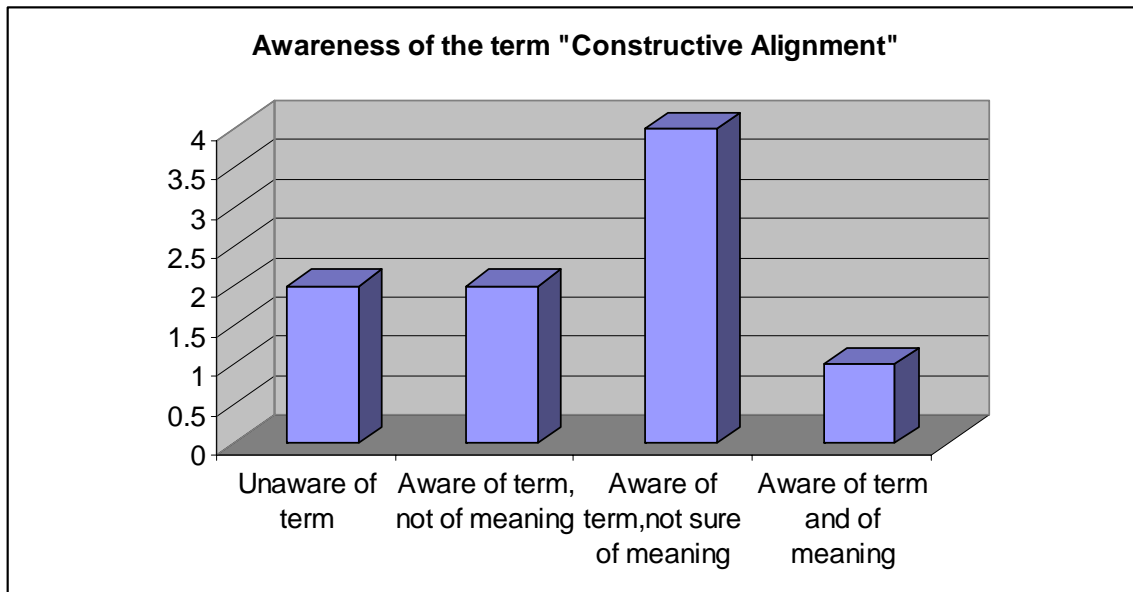 Awareness of the term "Constructive Alignment"
4
3.5
3
2.5
2
1.5
1
0.5
0
Unaware of
term
Aware of term,
not of meaning
Aware of
term,not sure
of meaning
Aware of term
and of
meaning